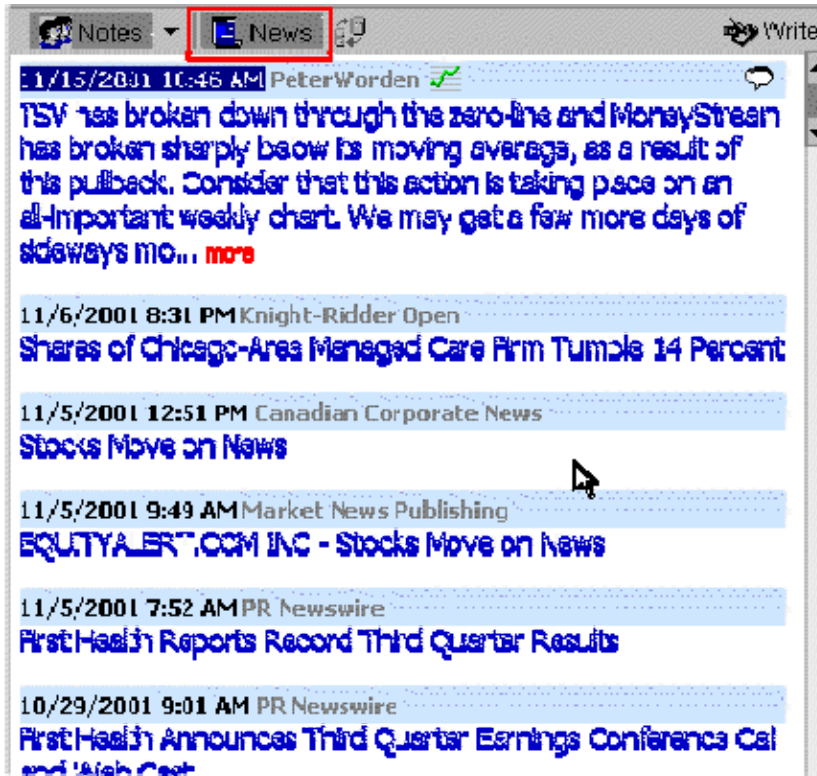 Notes News Write
11/15/2001 10:46 AM PeterWorden
TSV has broken down through the zero-line and MoneyStream
has broken sharply below its moving average, as a result of
this pullback. Consider that this action is taking place on an
all-important weekly chart. We may get a few more days of
sideways mo... more
11/6/2001 8:31 PM Knight-Ridder Open
Shares of Chicago-Area Managed Care Firm Tumble 14 Percent
11/5/2001 12:51 PM Canadian Corporate News
Stocks Move on News
11/5/2001 9:49 AM Market News Publishing
EQUITYALERT.COM INC - Stocks Move on News
11/5/2001 7:52 AM PR Newswire
First Health Reports Record Third Quarter Results
10/29/2001 9:01 AM PR Newswire
First Health Announces Third Quarter Earnings Conference Call
and Web Cast